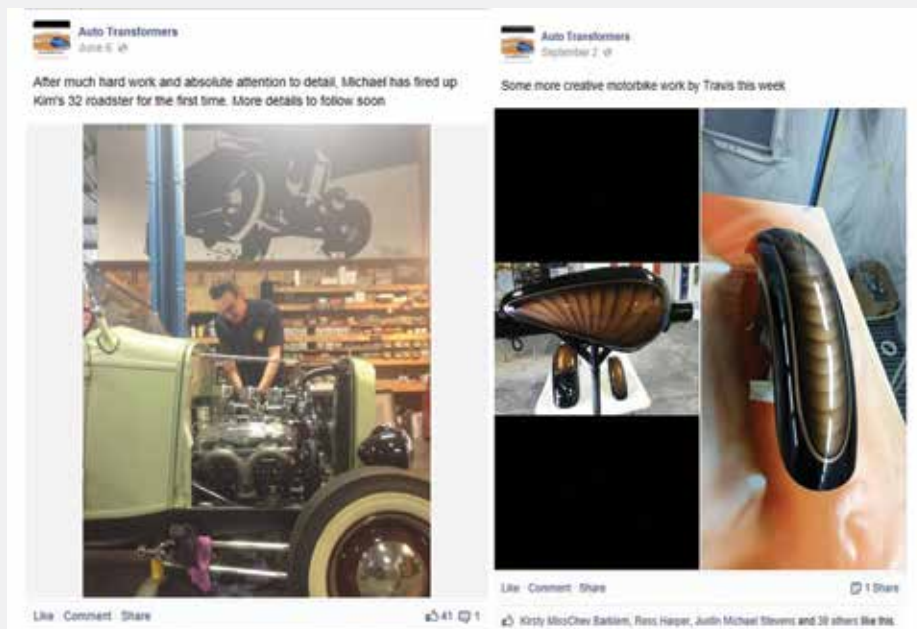 Auto Transformers
June 6
After much hard work and absolute attention to detail, Michael has fired up
Kim's 32 roadster for the first time. More details to follow soon
Like Comment Share
41 1
Auto Transformers
September 2
Some more creative motorbike work by Travis this week
Like Comment Share
1 Share
Kirsty MissChev Barklem, Ross Harper, Justin Michael Stevens and 39 others like this.